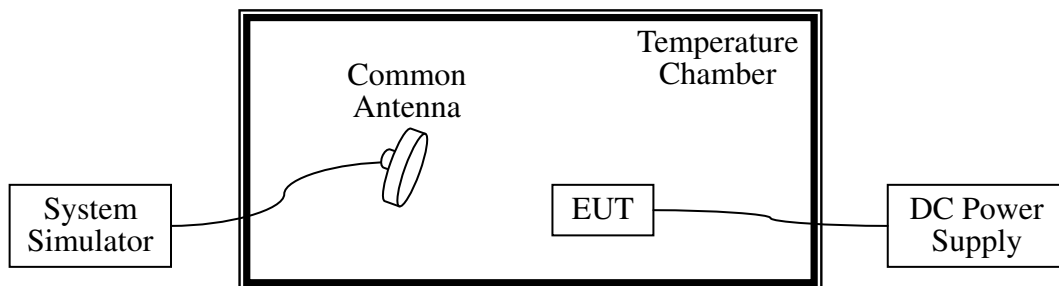 Temperature
Chamber
Common
Antenna
System
Simulator
EUT
DC Power
Supply